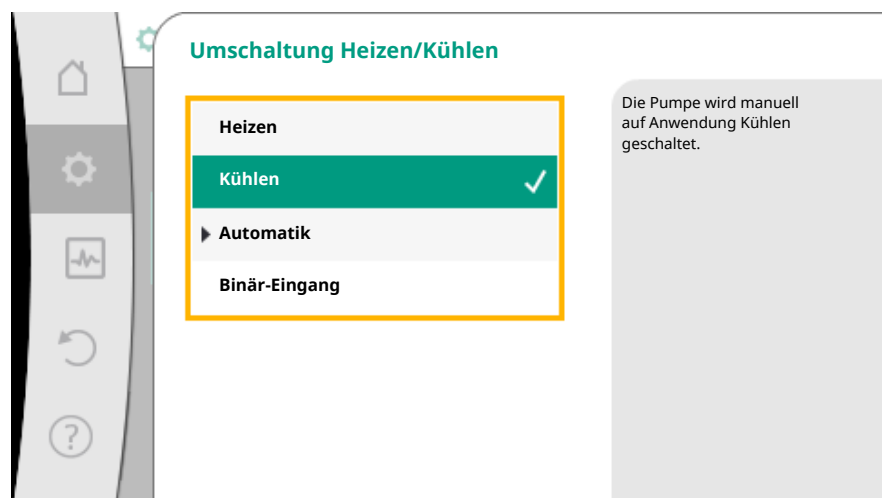 Umschaltung Heizen/Kühlen
Heizen
Kühlen
Automatik
Binär-Eingang
Die Pumpe wird manuell
auf Anwendung Kühlen
geschaltet.
?